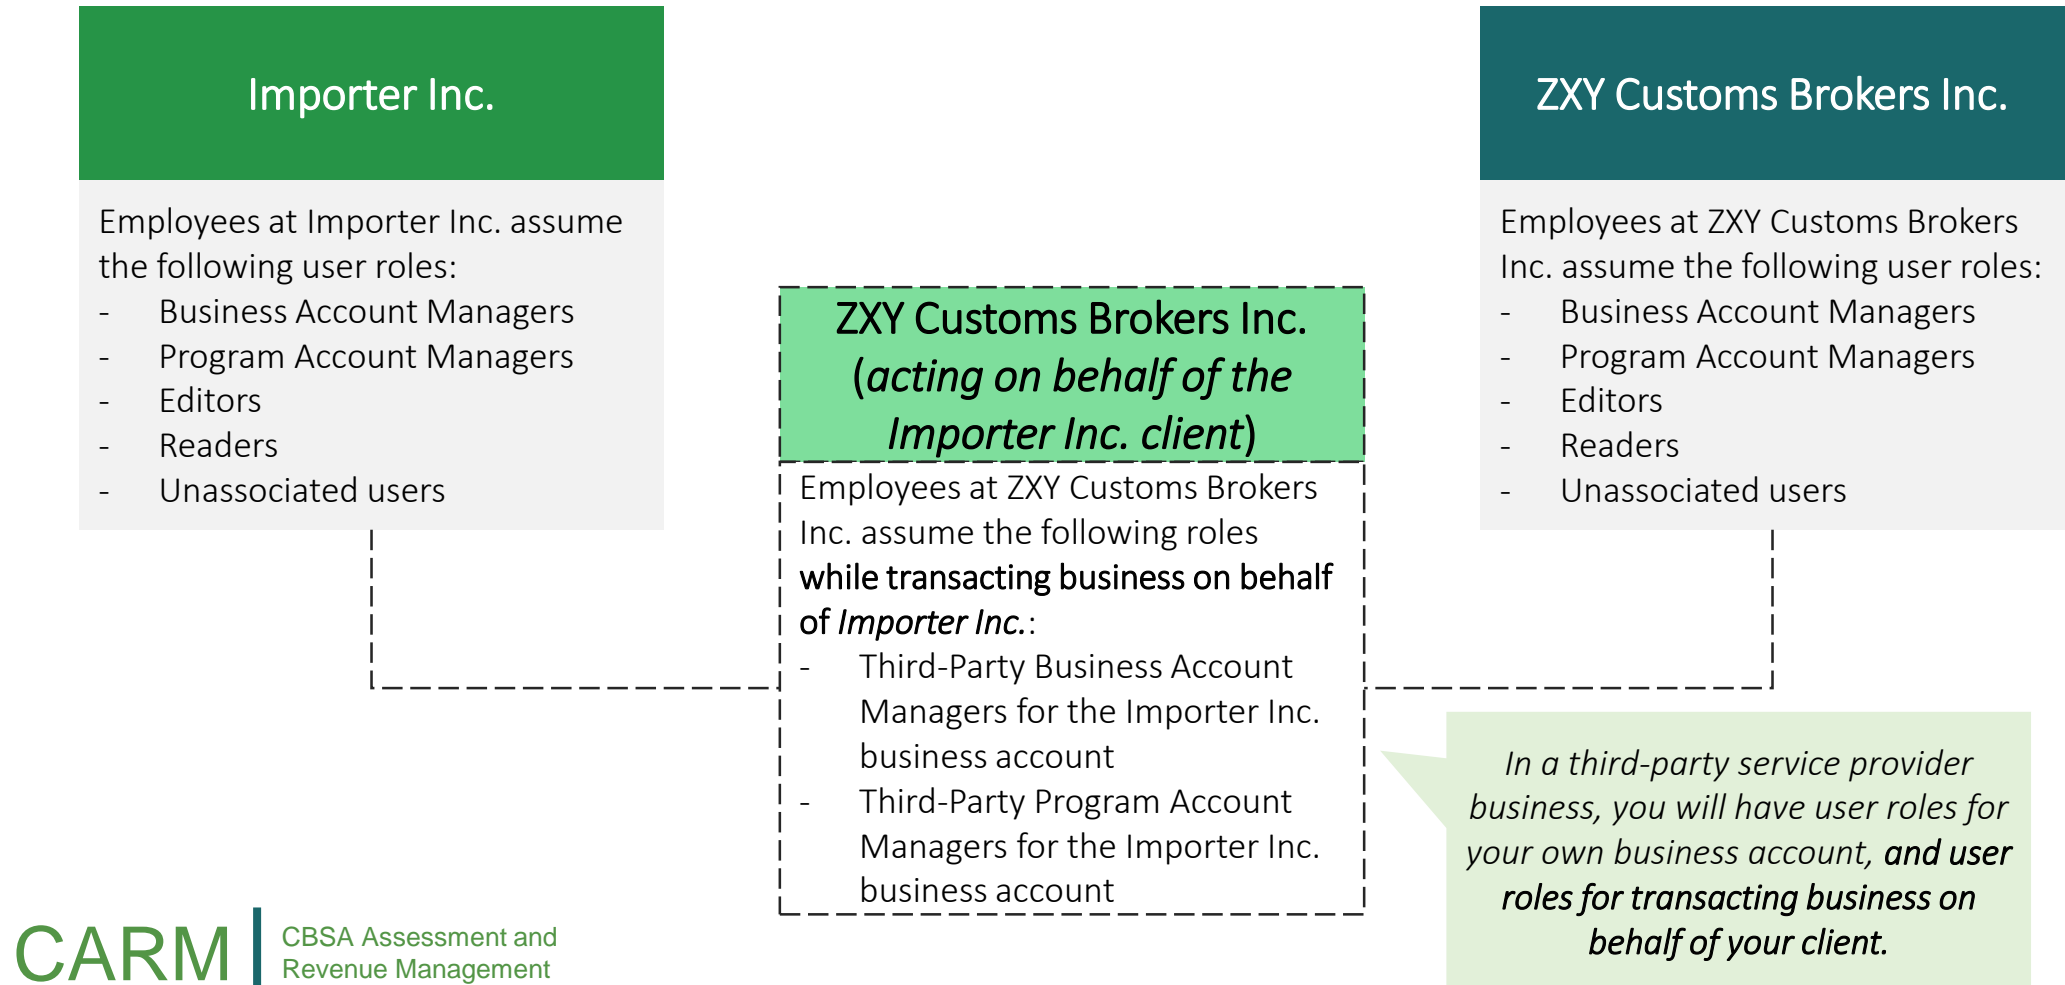 Importer Inc.
Employees at Importer Inc. assume
the following user roles:
- Business Account Managers
- Program Account Managers
- Editors
- Readers
- Unassociated users
ZXY Customs Brokers Inc.
(acting on behalf of the
Importer Inc. client)
Employees at ZXY Customs Brokers
Inc. assume the following roles
while transacting business on behalf
of Importer Inc.:
- Third-Party Business Account
Managers for the Importer Inc.
business account
- Third-Party Program Account
Managers for the Importer Inc.
business account
ZXY Customs Brokers Inc.
Employees at ZXY Customs Brokers
Inc. assume the following user roles:
- Business Account Managers
- Program Account Managers
- Editors
- Readers
- Unassociated users
In a third-party service provider
business, you will have user roles for
your own business account, and user
roles for transacting business on
behalf of your client.
CARM
CBSA Assessment and
Revenue Management